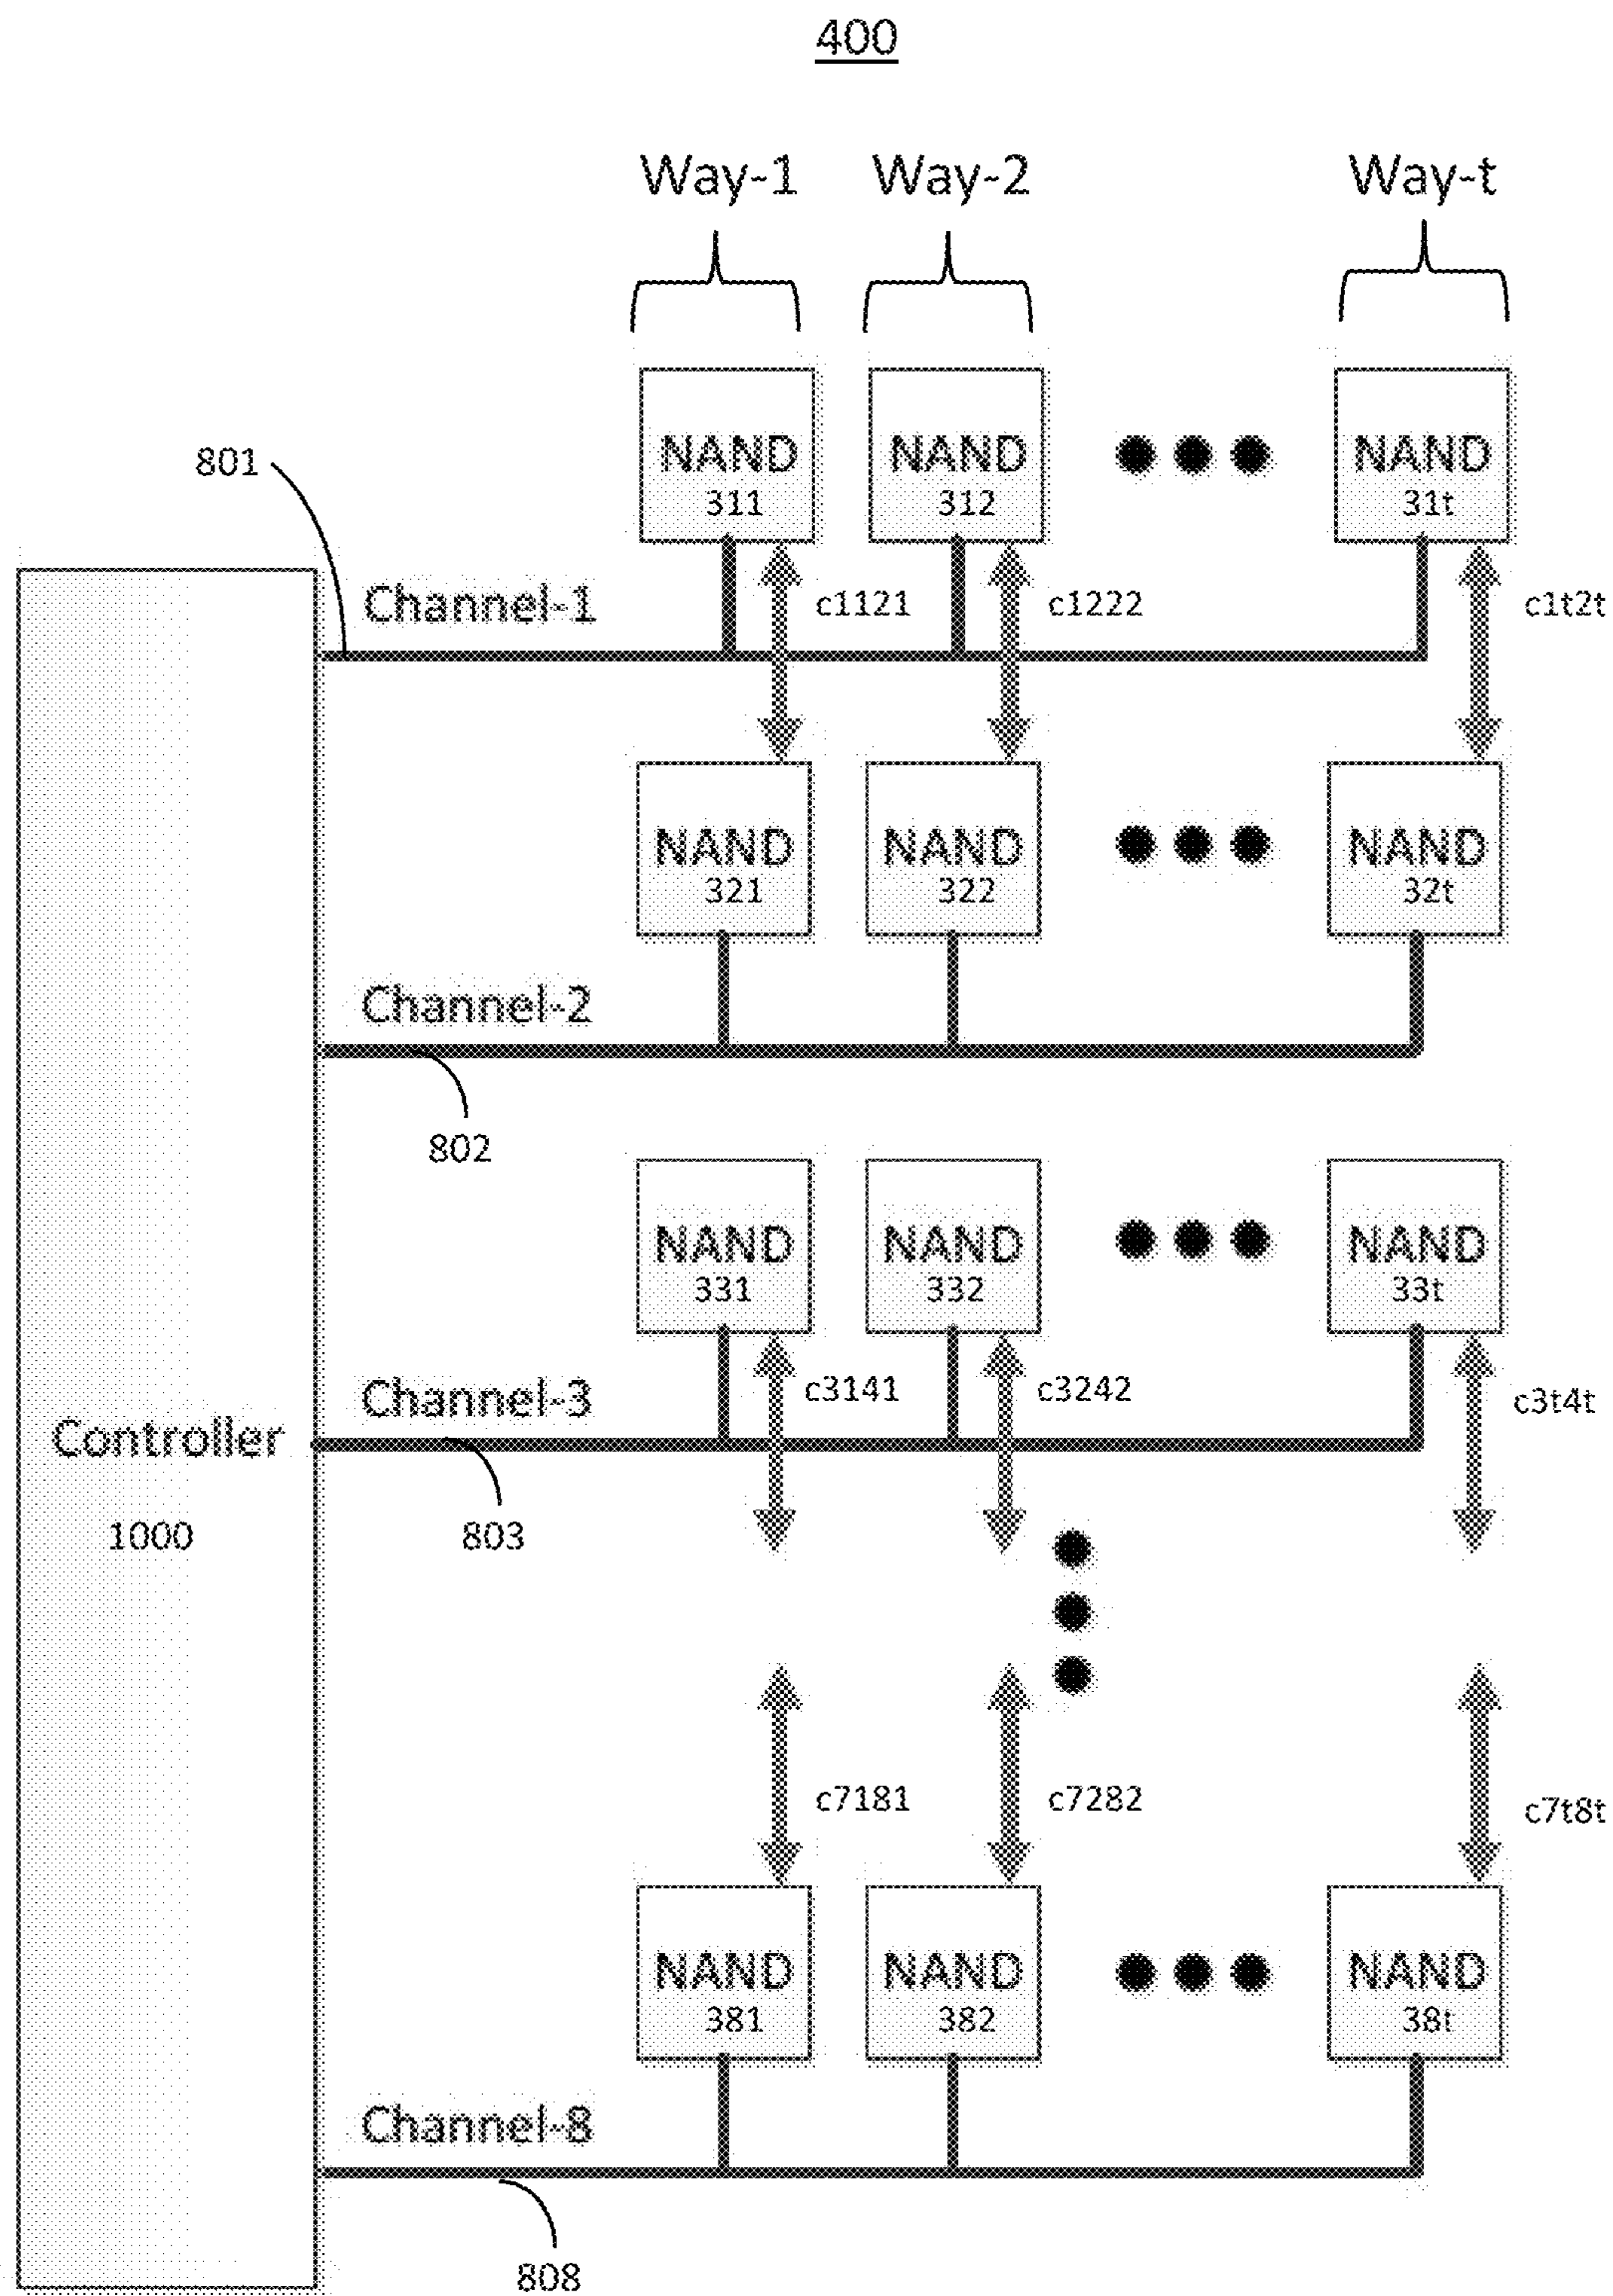 400
Way-1 Way-2 Way-t
NAND NAND NAND
311 312 31t
801
Channel-1 c1121 c1222 c1t2t
NAND NAND NAND
321 322 32t
Channel-2
802
NAND NAND NAND
331 332 33t
Channel-3 c3141 c3242 c3t4t
Controller
1000 803
c7181 c7282 c7t8t
NAND NAND NAND
381 382 38t
Channel-8
808